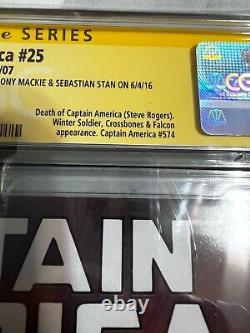 e SERIES
ica #25
/07
ONY MACKIE & SEBASTIAN STAN ON 6/4/16
Death of Captain America (Steve Rogers).
Winter Soldier, Crossbones & Falcon
appearance. Captain America #574
CG
TAIN